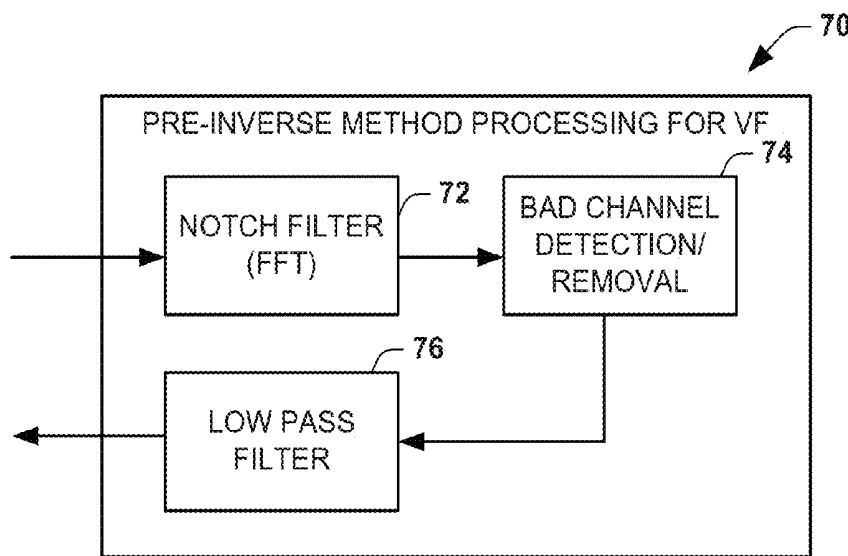 70
PRE-INVERSE METHOD PROCESSING FOR VF
72
NOTCH FILTER
(FFT)
74
BAD CHANNEL
DETECTION/
REMOVAL
76
LOW PASS
FILTER